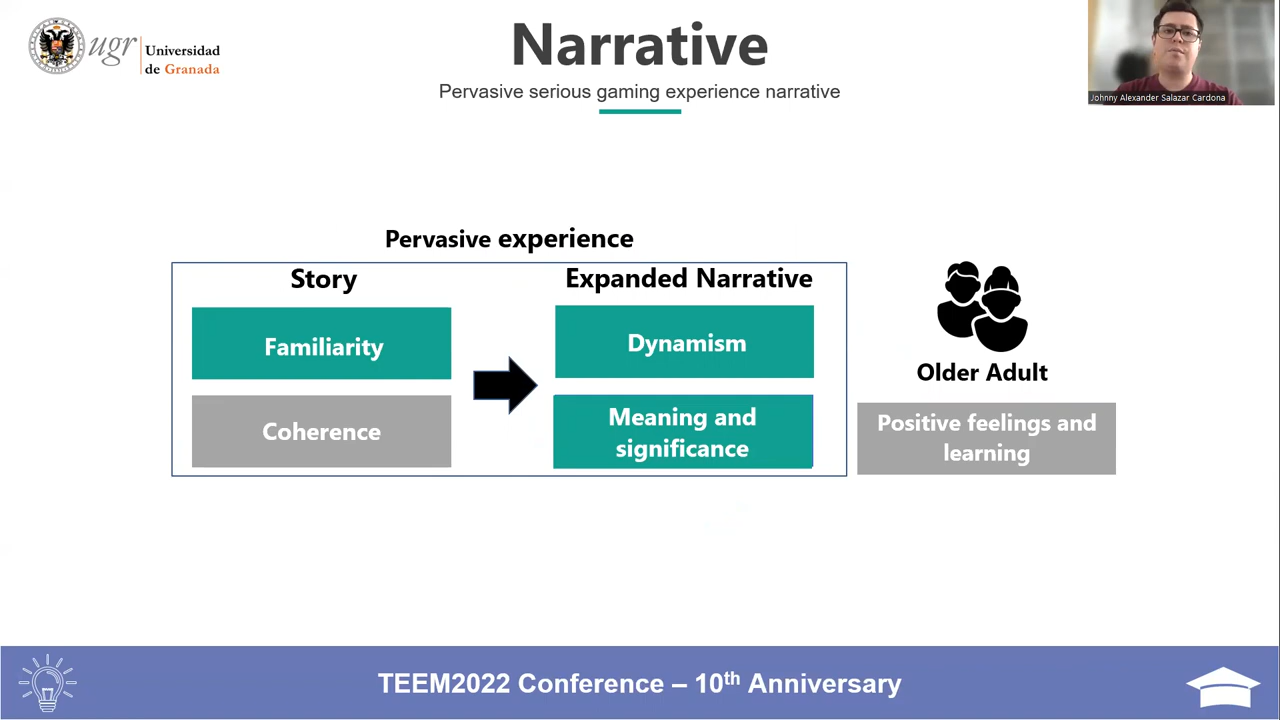 Narrative
Pervasive serious gaming experience narrative
ugr
Universidad
de Granada
Johnny Alexander Salazar Cardona
Pervasive experience
Story
Familiarity
Coherence
Expanded Narrative
Dynamism
Meaning and
significance
Older Adult
Positive feelings and
learning
TEEM2022 Conference – 10th Anniversary